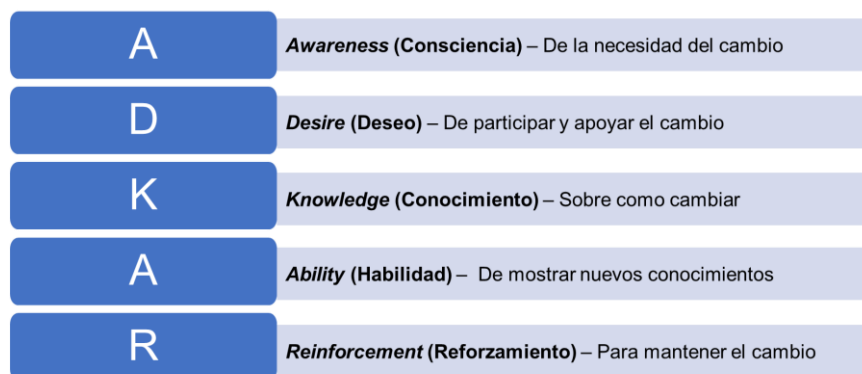 A
Awareness (Consciencia) – De la necesidad del cambio
D
Desire (Deseo) – De participar y apoyar el cambio
K
Knowledge (Conocimiento) – Sobre como cambiar
A
Ability (Habilidad) – De mostrar nuevos conocimientos
R
Reinforcement (Reforzamiento) – Para mantener el cambio